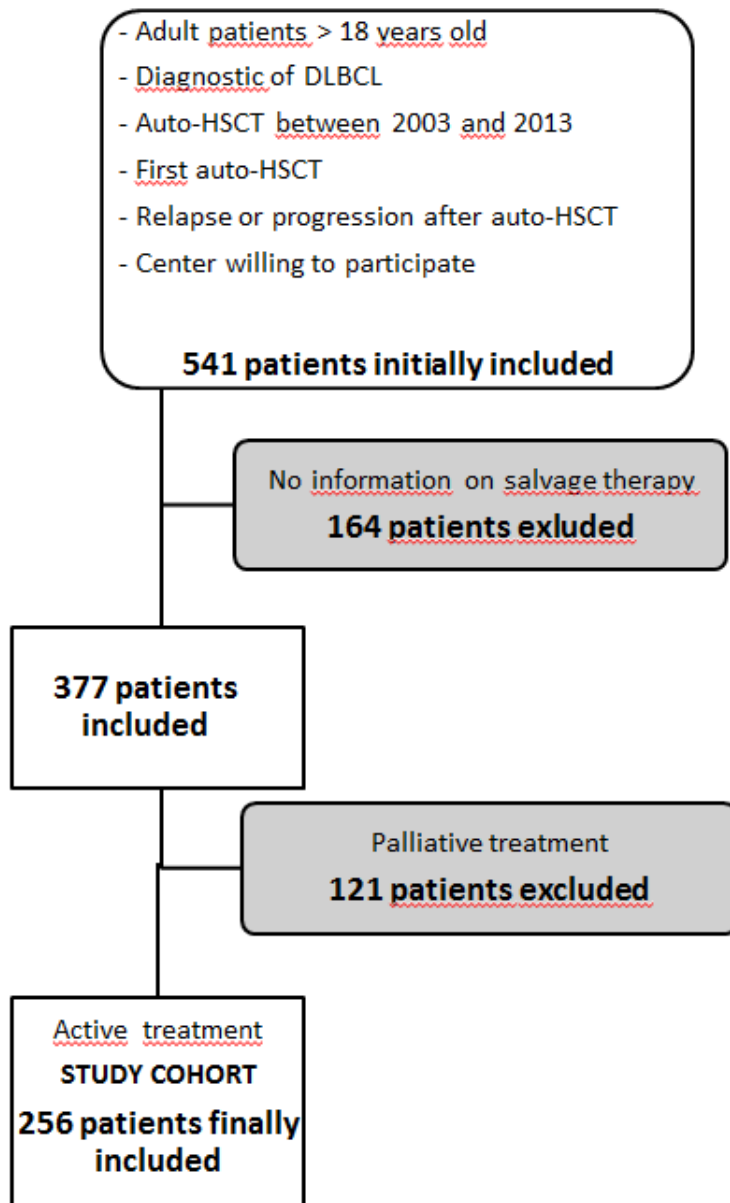 - Adult patients > 18 years old
- Diagnostic of DLBCL
- Auto-HSCT between 2003 and 2013
- First auto-HSCT
- Relapse or progression after auto-HSCT
- Center willing to participate
541 patients initially included
No information on salvage therapy
164 patients exluded
377 patients
included
Palliative treatment
121 patients excluded
Active treatment
STUDY COHORT
256 patients finally
included